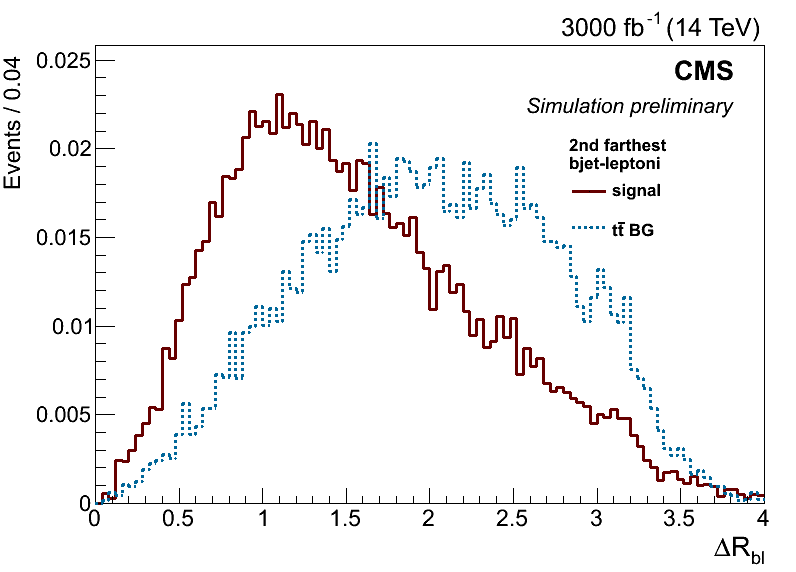 3000 fb-1 (14 TeV)
CMS
Simulation preliminary
2nd farthest
bjet-leptoni
signal
tt̄ BG
Events / 0.04
0.025
0.02
0.015
0.01
0.005
0
0 0.5 1 1.5 2 2.5 3 3.5 4
ΔRbl